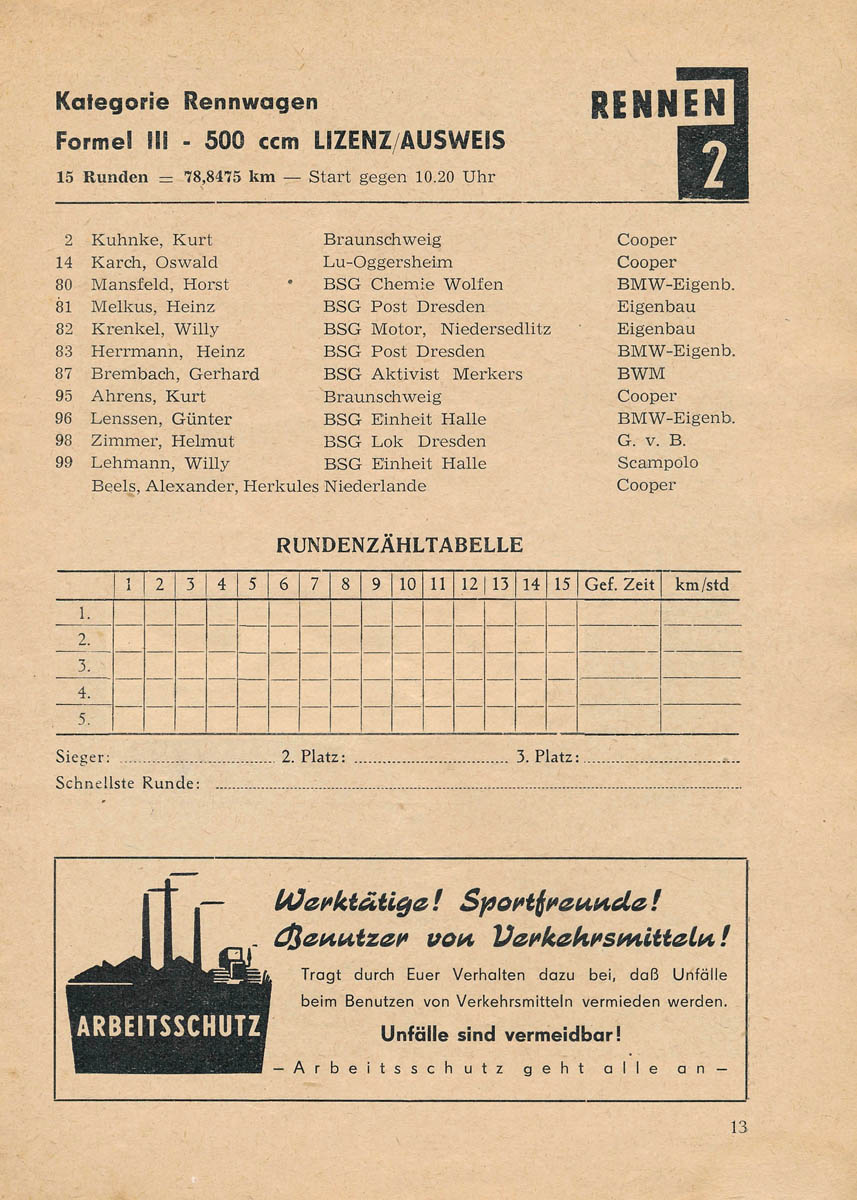 Kategorie Rennwagen
Formel III - 500 ccm LIZENZ/AUSWEIS
15 Runden = 78,8475 km — Start gegen 10.20 Uhr
RENNEN
2
2 Kuhnke, Kurt Braunschweig Cooper
14 Karch, Oswald Lu-Oggersheim Cooper
80 Mansfeld, Horst BSG Chemie Wolfen BMW-Eigenb.
81 Melkus, Heinz BSG Post Dresden Eigenbau
82 Krenkel, Willy BSG Motor, Niedersedlitz Eigenbau
83 Herrmann, Heinz BSG Post Dresden BMW-Eigenb.
87 Brembach, Gerhard BSG Aktivist Merkers BWM
95 Ahrens, Kurt Braunschweig Cooper
96 Lenssen, Günter BSG Einheit Halle BMW-Eigenb.
98 Zimmer, Helmut BSG Lok Dresden G. v. B.
99 Lehmann, Willy BSG Einheit Halle Scampolo
Beels, Alexander, Herkules Niederlande Cooper
RUNDENZÄHLTABELLE
1 2 3 4 5 6 7 8 9 10 11 12 13 14 15 Gef. Zeit km/std
1.
2.
3.
4.
5.
Sieger: 2. Platz: 3. Platz:
Schnellste Runde:
Werktätige! Sportfreunde!
Benutzer von Verkehrsmitteln!
Tragt durch Euer Verhalten dazu bei, daß Unfälle
beim Benutzen von Verkehrsmitteln vermieden werden.
Unfälle sind vermeidbar!
– Arbeitsschutz geht alle an –
ARBEITSSCHUTZ
13